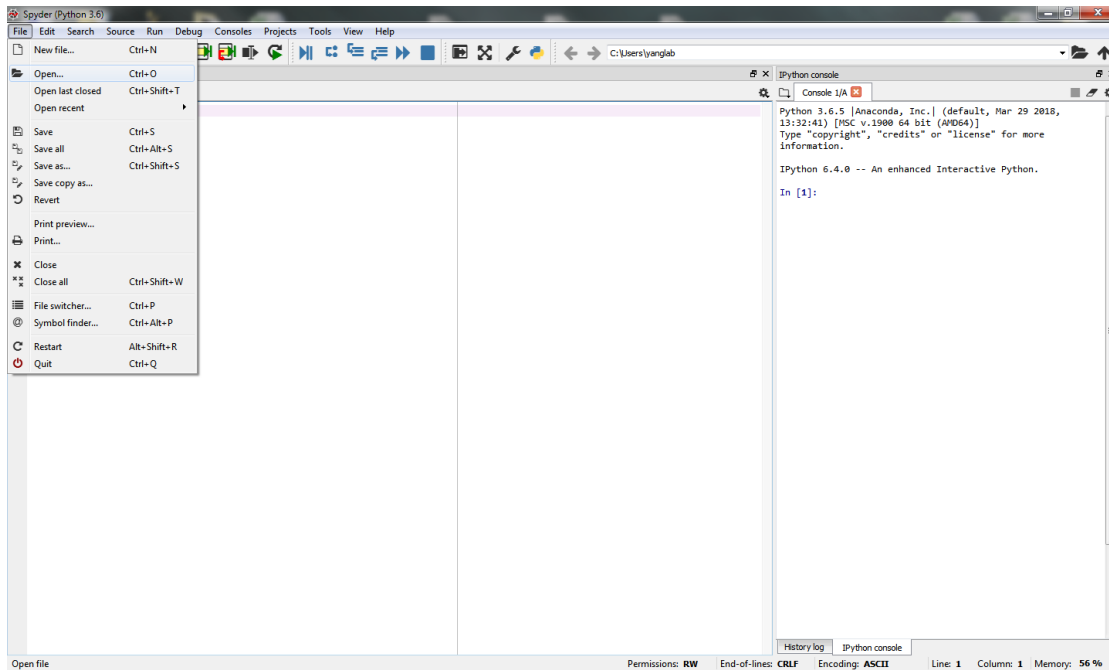 Spyder (Python 3.6)
File Edit Search Source Run Debug Consoles Projects Tools View Help
C:\Users\yanglab
New file... Ctrl+N
Open... Ctrl+O
Open last closed Ctrl+Shift+T
Open recent
Save Ctrl+S
Save all Ctrl+Alt+S
Save as... Ctrl+Shift+S
Save copy as...
Revert
Print preview...
Print...
Close
Close all Ctrl+Shift+W
File switcher... Ctrl+P
Symbol finder... Ctrl+Alt+P
Restart Alt+Shift+R
Quit Ctrl+Q
IPython console
Console 1/A
Python 3.6.5 |Anaconda, Inc.| (default, Mar 29 2018,
13:32:41) [MSC v.1900 64 bit (AMD64)]
Type "copyright", "credits" or "license" for more
information.
IPython 6.4.0 -- An enhanced Interactive Python.
In [1]:
History log IPython console
Open file Permissions: RW End-of-lines: CRLF Encoding: ASCII Line: 1 Column: 1 Memory: 56 %